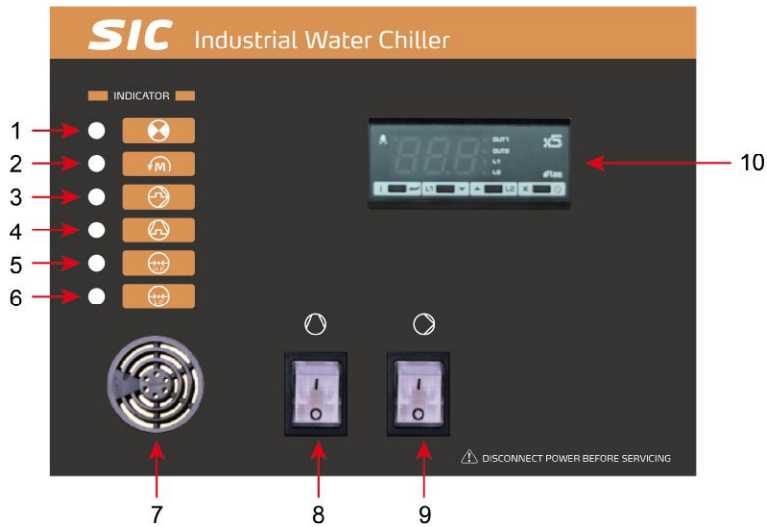 SIC Industrial Water Chiller
INDICATOR
1
2
M
3
4
5
H.P
6
L.P
OUT1
OUT2
L1
L2
x5
i
L1
L2
X
10
I
O
I
O
DISCONNECT POWER BEFORE SERVICING
7
8
9